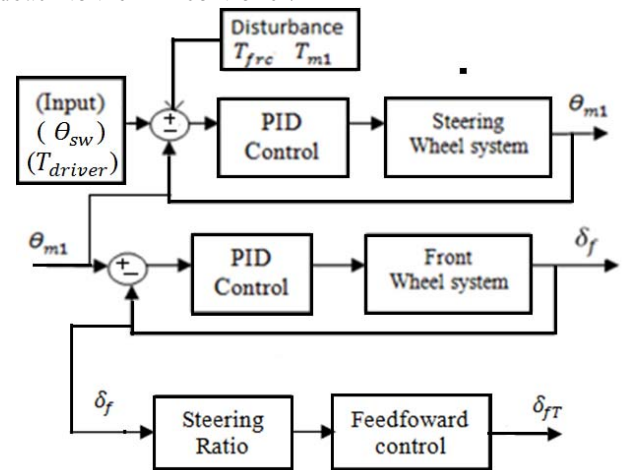 Disturbance
T_frc T_m1
(Input)
( θ_sw )
(T_driver)
+
−
PID
Control
Steering
Wheel system
θ_m1
θ_m1
+
−
PID
Control
Front
Wheel system
δ_f
δ_f
Steering
Ratio
Feedfoward
control
δ_fT